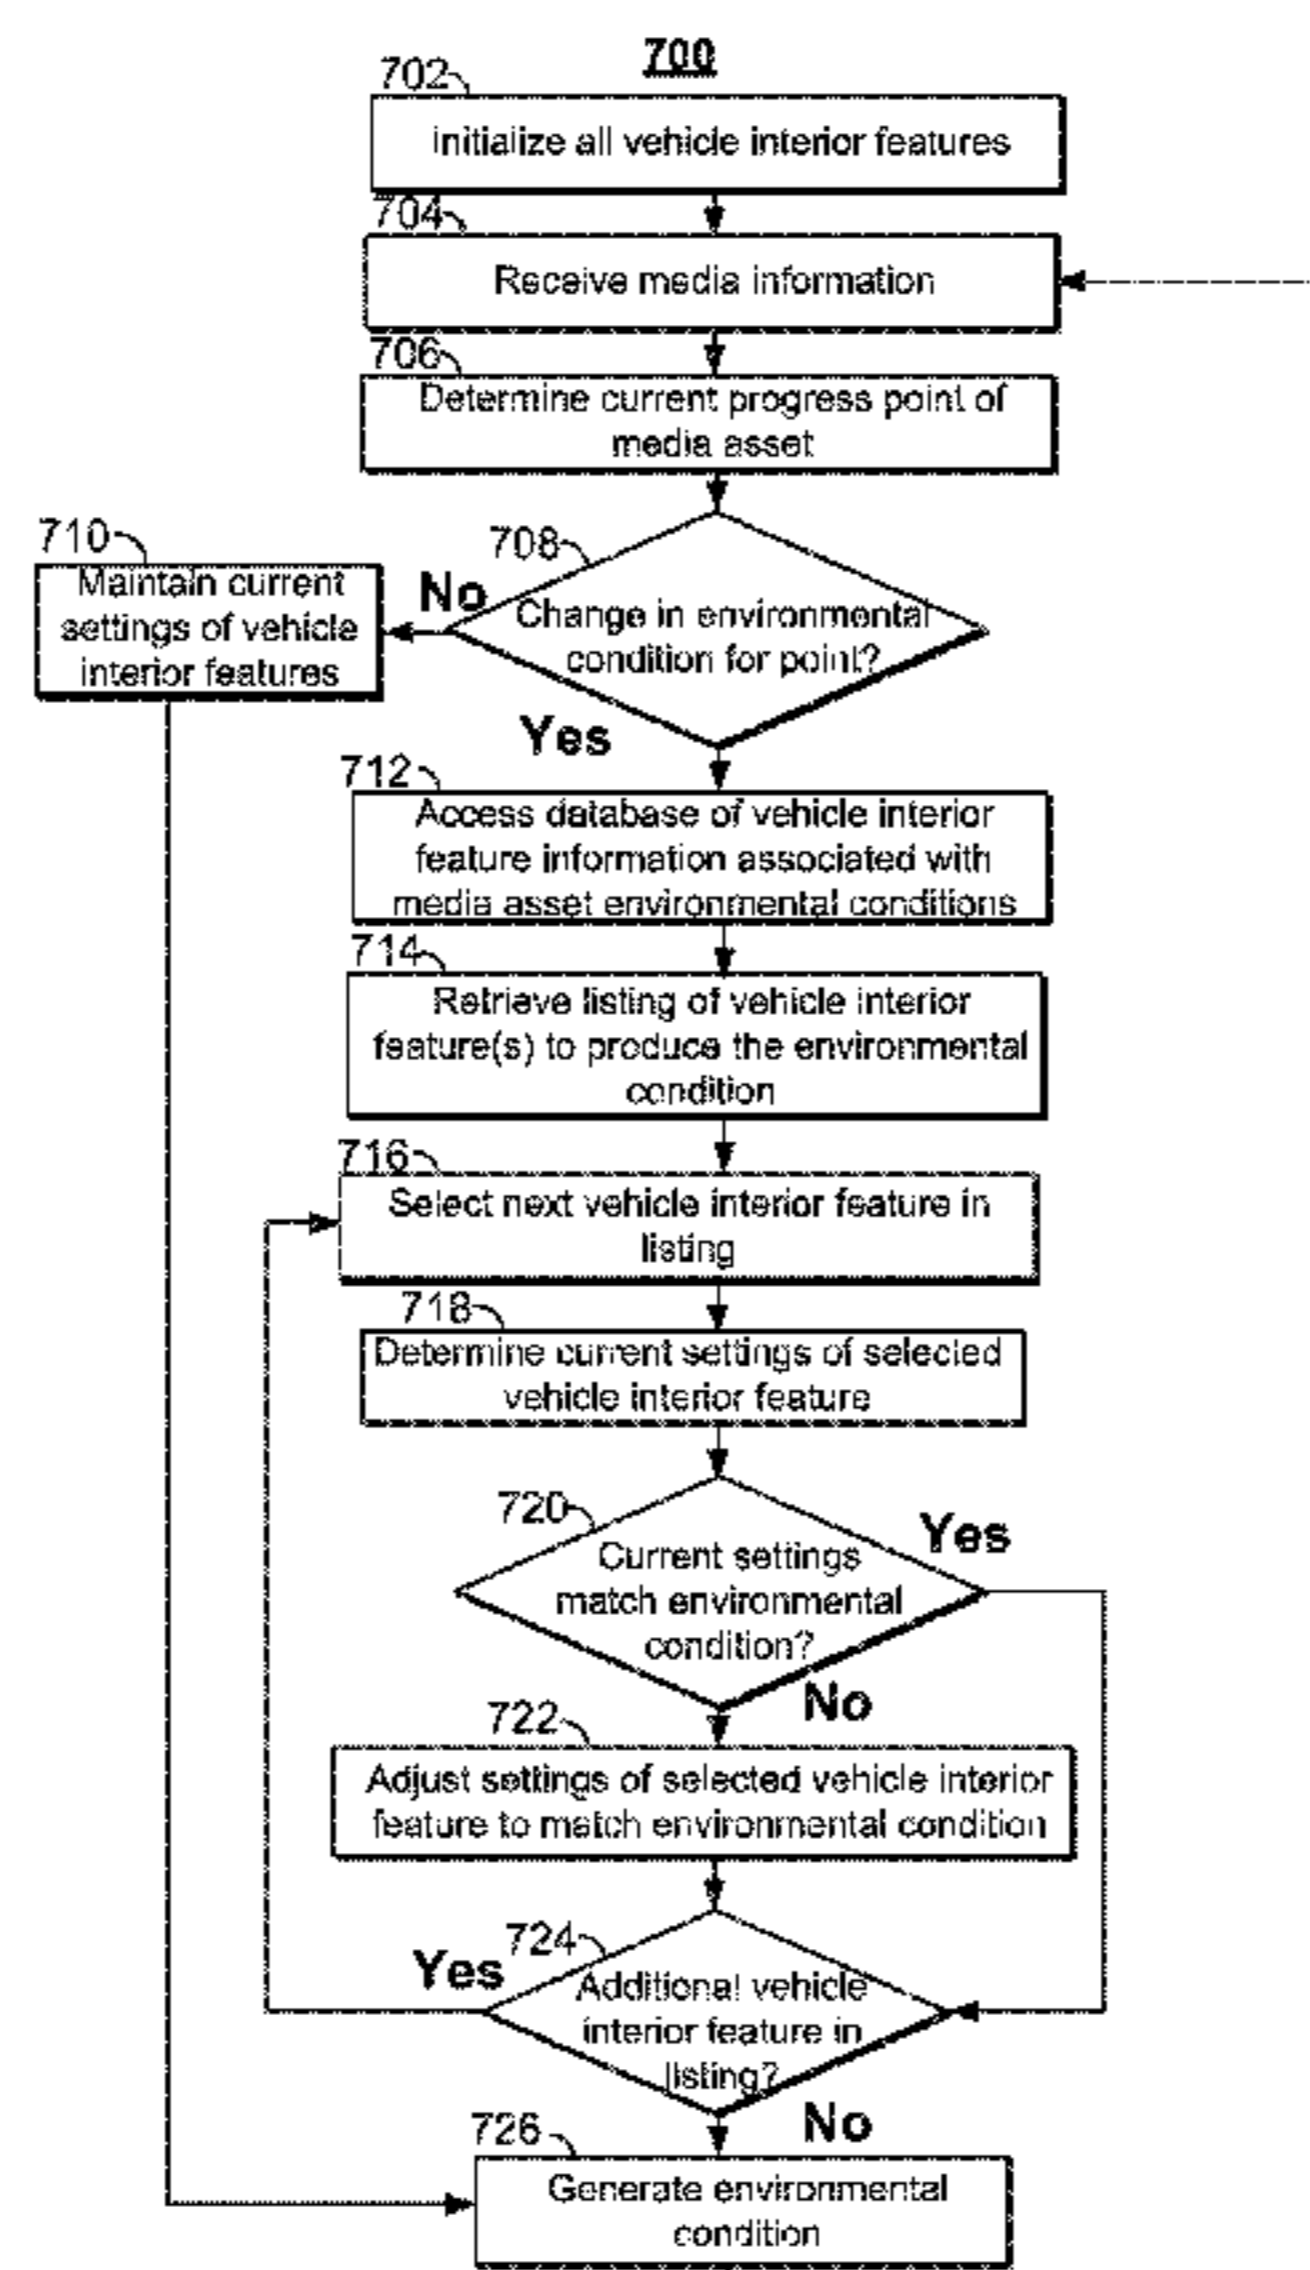 700
702
Initialize all vehicle interior features
704
Receive media information
706
Determine current progress point of
media asset
708
Change in environmental
condition for point?
No
710
Maintain current
settings of vehicle
interior features
Yes
712
Access database of vehicle interior
feature information associated with
media asset environmental conditions
714
Retrieve listing of vehicle interior
feature(s) to produce the environmental
condition
716
Select next vehicle interior feature in
listing
718
Determine current settings of selected
vehicle interior feature
720
Current settings
match environmental
condition?
Yes
No
722
Adjust settings of selected vehicle interior
feature to match environmental condition
724
Additional vehicle
interior feature in
listing?
Yes
No
726
Generate environmental
condition